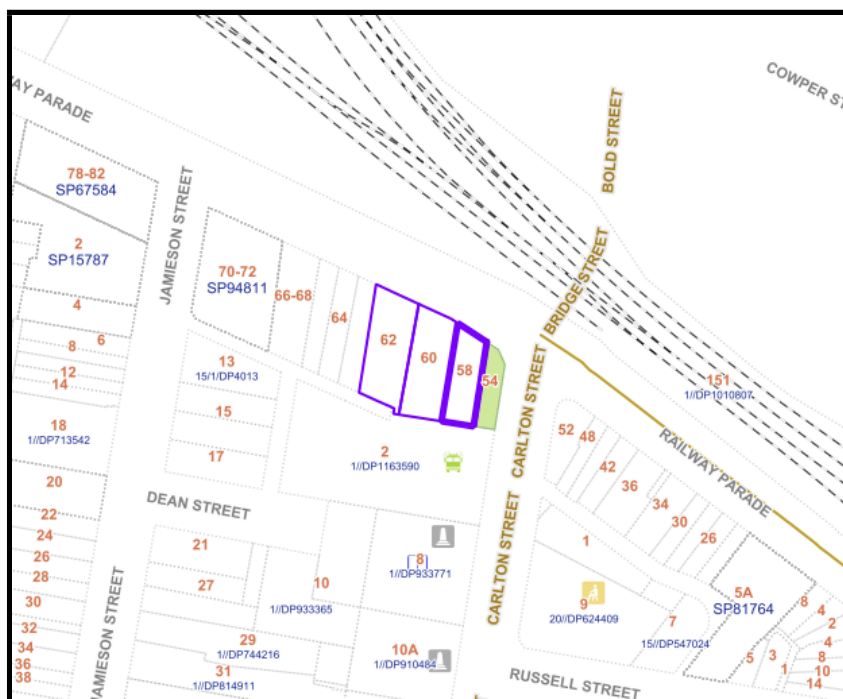 COWPER ST
WAY PARADE
BOLD STREET
78-82
SP67584
JAMIESON STREET
2
SP15787
70-72
SP94811
66-68
64
62
60
58
54
BRIDGE STREET
4
6
8
12
14
13
15/1/DP4013
15
17
18
1//DP713542
20
22
24
26
28
30
32
34
36
38
2
1//DP1163590
CARLTON STREET
151
1//DP1010807
52
48
42
36
34
30
26
RAILWAY PARADE
DEAN STREET
21
27
10
1//DP933365
8
1//DP933771
CARLTON STREET
1
9
20//DP624409
7
15//DP547024
5A
SP81764
8
4
2
4
8
10
14
5
3
1
29
1//DP744216
31
1//DP814911
10A
1//DP910484
JAMIESON STREET
RUSSELL STREET